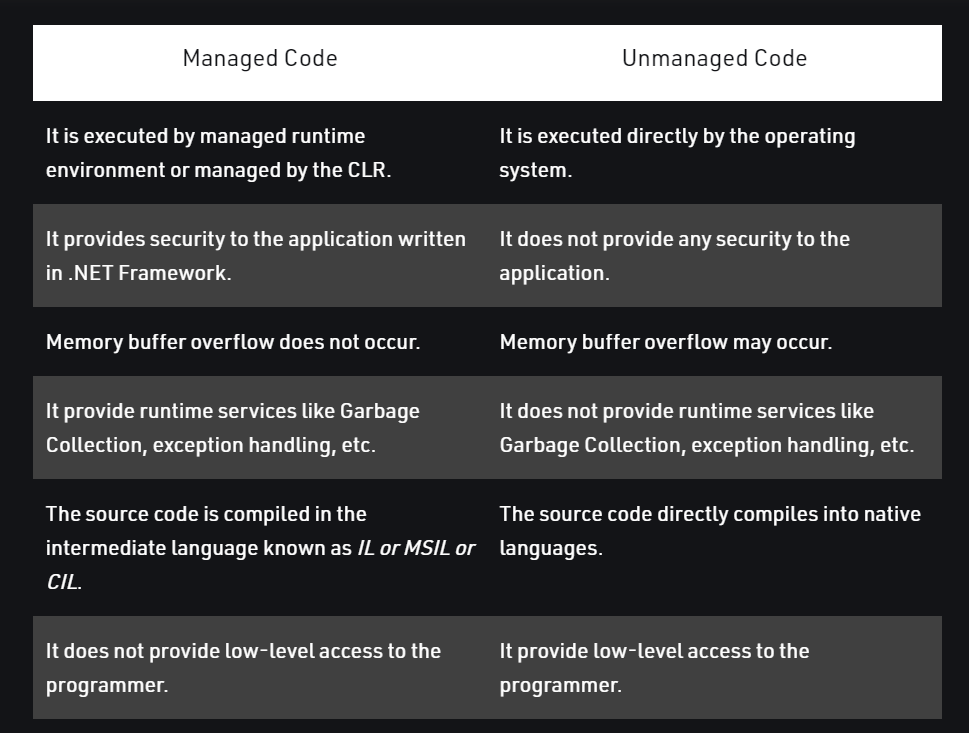 Managed Code
Unmanaged Code
It is executed by managed runtime
environment or managed by the CLR.
It is executed directly by the operating
system.
It provides security to the application written
in .NET Framework.
It does not provide any security to the
application.
Memory buffer overflow does not occur.
Memory buffer overflow may occur.
It provide runtime services like Garbage
Collection, exception handling, etc.
It does not provide runtime services like
Garbage Collection, exception handling, etc.
The source code is compiled in the
intermediate language known as IL or MSIL or
CIL.
The source code directly compiles into native
languages.
It does not provide low-level access to the
programmer.
It provide low-level access to the
programmer.